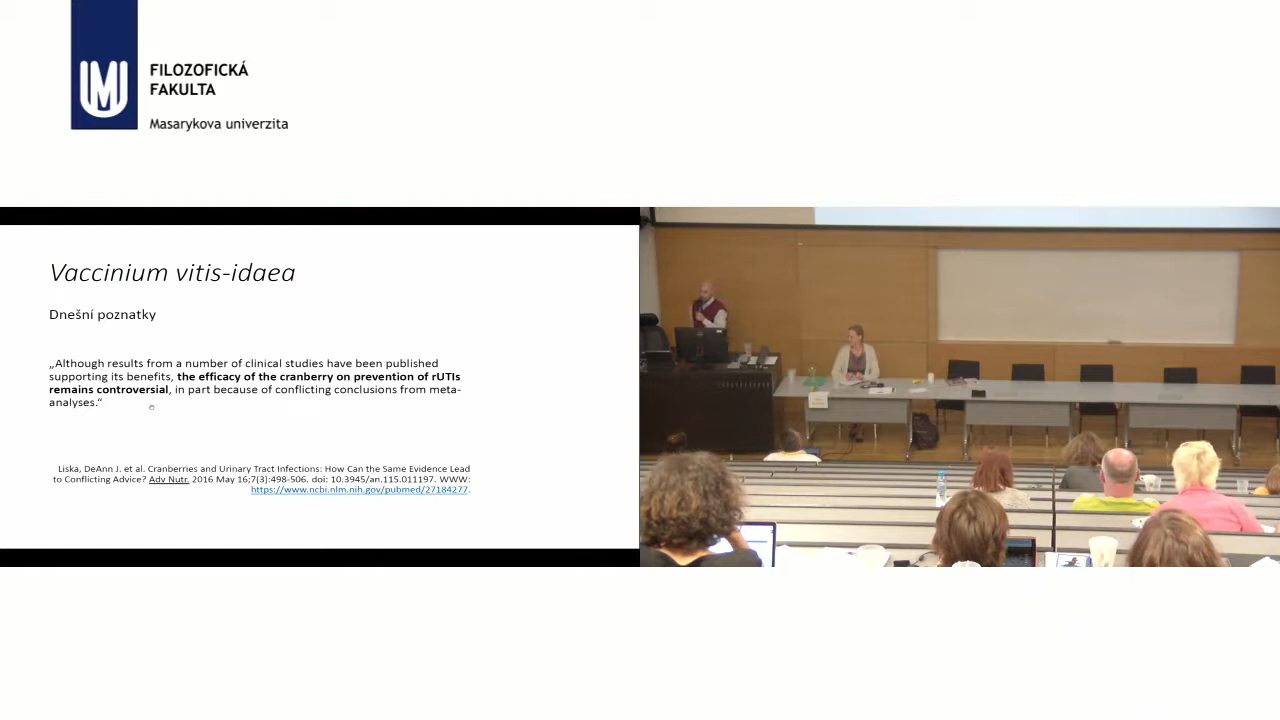 FILOZOFICKÁ
FAKULTA
Masarykova univerzita
Vaccinium vitis-idaea
Dnešní poznatky
„Although results from a number of clinical studies have been published
supporting its benefits, the efficacy of the cranberry on prevention of rUTIs
remains controversial, in part because of conflicting conclusions from meta-
analyses.“
Liska, DeAnn J. et al. Cranberries and Urinary Tract Infections: How Can the Same Evidence Lead
to Conflicting Advice? Adv Nutr. 2016 May 16;7(3):498-506. doi: 10.3945/an.115.011197. WWW:
https://www.ncbi.nlm.nih.gov/pubmed/27184277.